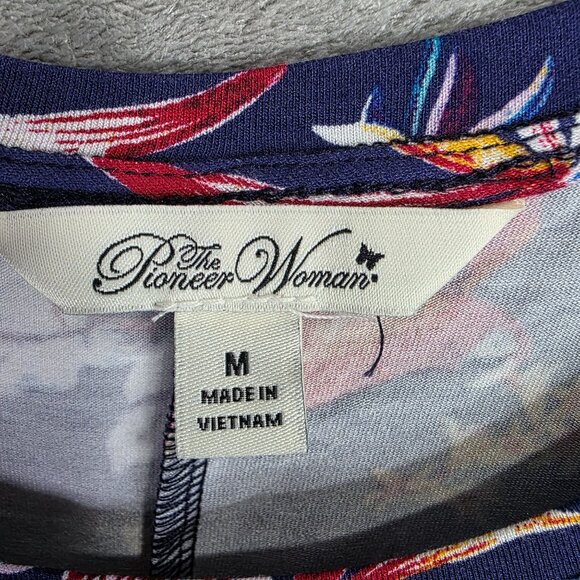 The
Pioneer Woman
M
MADE IN
VIETNAM